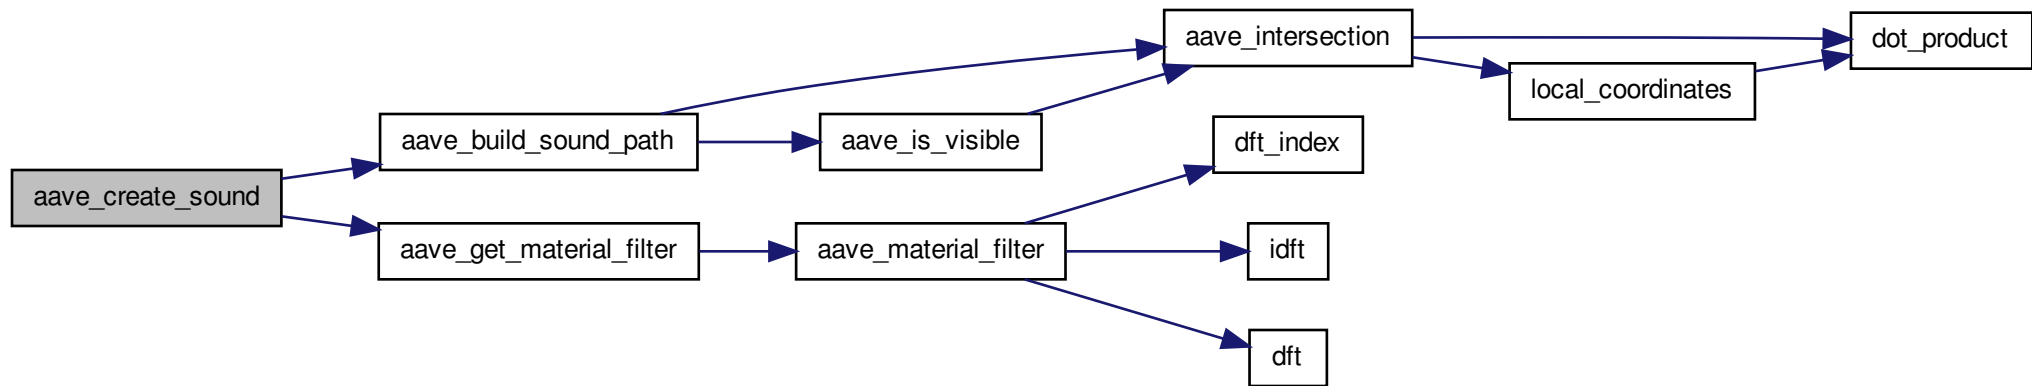 aave_create_sound
aave_build_sound_path
aave_get_material_filter
aave_is_visible
aave_material_filter
aave_intersection
dft_index
idft
dft
local_coordinates
dot_product